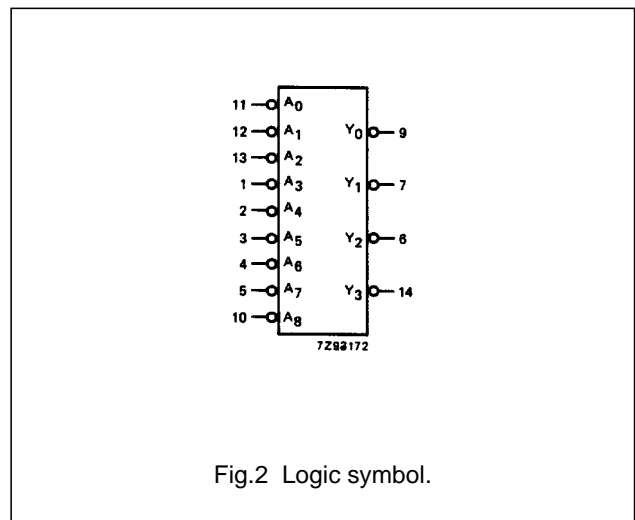 11 A0
12 A1 Y0 9
13 A2
1 A3 Y1 7
2 A4
3 A5 Y2 6
4 A6
5 A7 Y3 14
10 A8
7Z93172
Fig.2 Logic symbol.